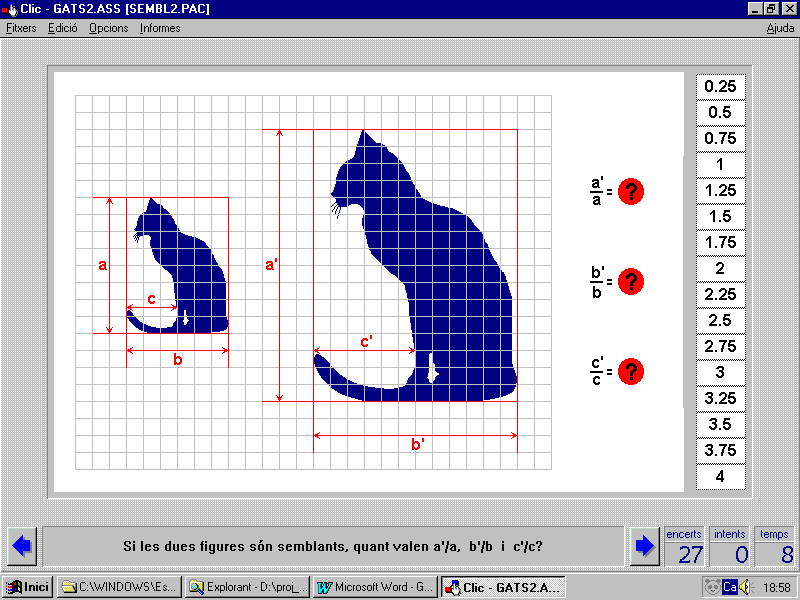 Clic - GATS2.ASS [SEMBL2.PAC]
Fitxers Edició Opcions Informes Ajuda
a
c
b
a'
c'
b'
a'
a = ?
b'
b = ?
c'
c = ?
0.25
0.5
0.75
1
1.25
1.5
1.75
2
2.25
2.5
2.75
3
3.25
3.5
3.75
4
Si les dues figures són semblants, quant valen a'/a, b'/b i c'/c?
encerts intents temps
27 0 8
Inici C:\WINDOWS\Es... Explorant - D:\proj_... Microsoft Word - G... Clic - GATS2.A... Ca 18:58